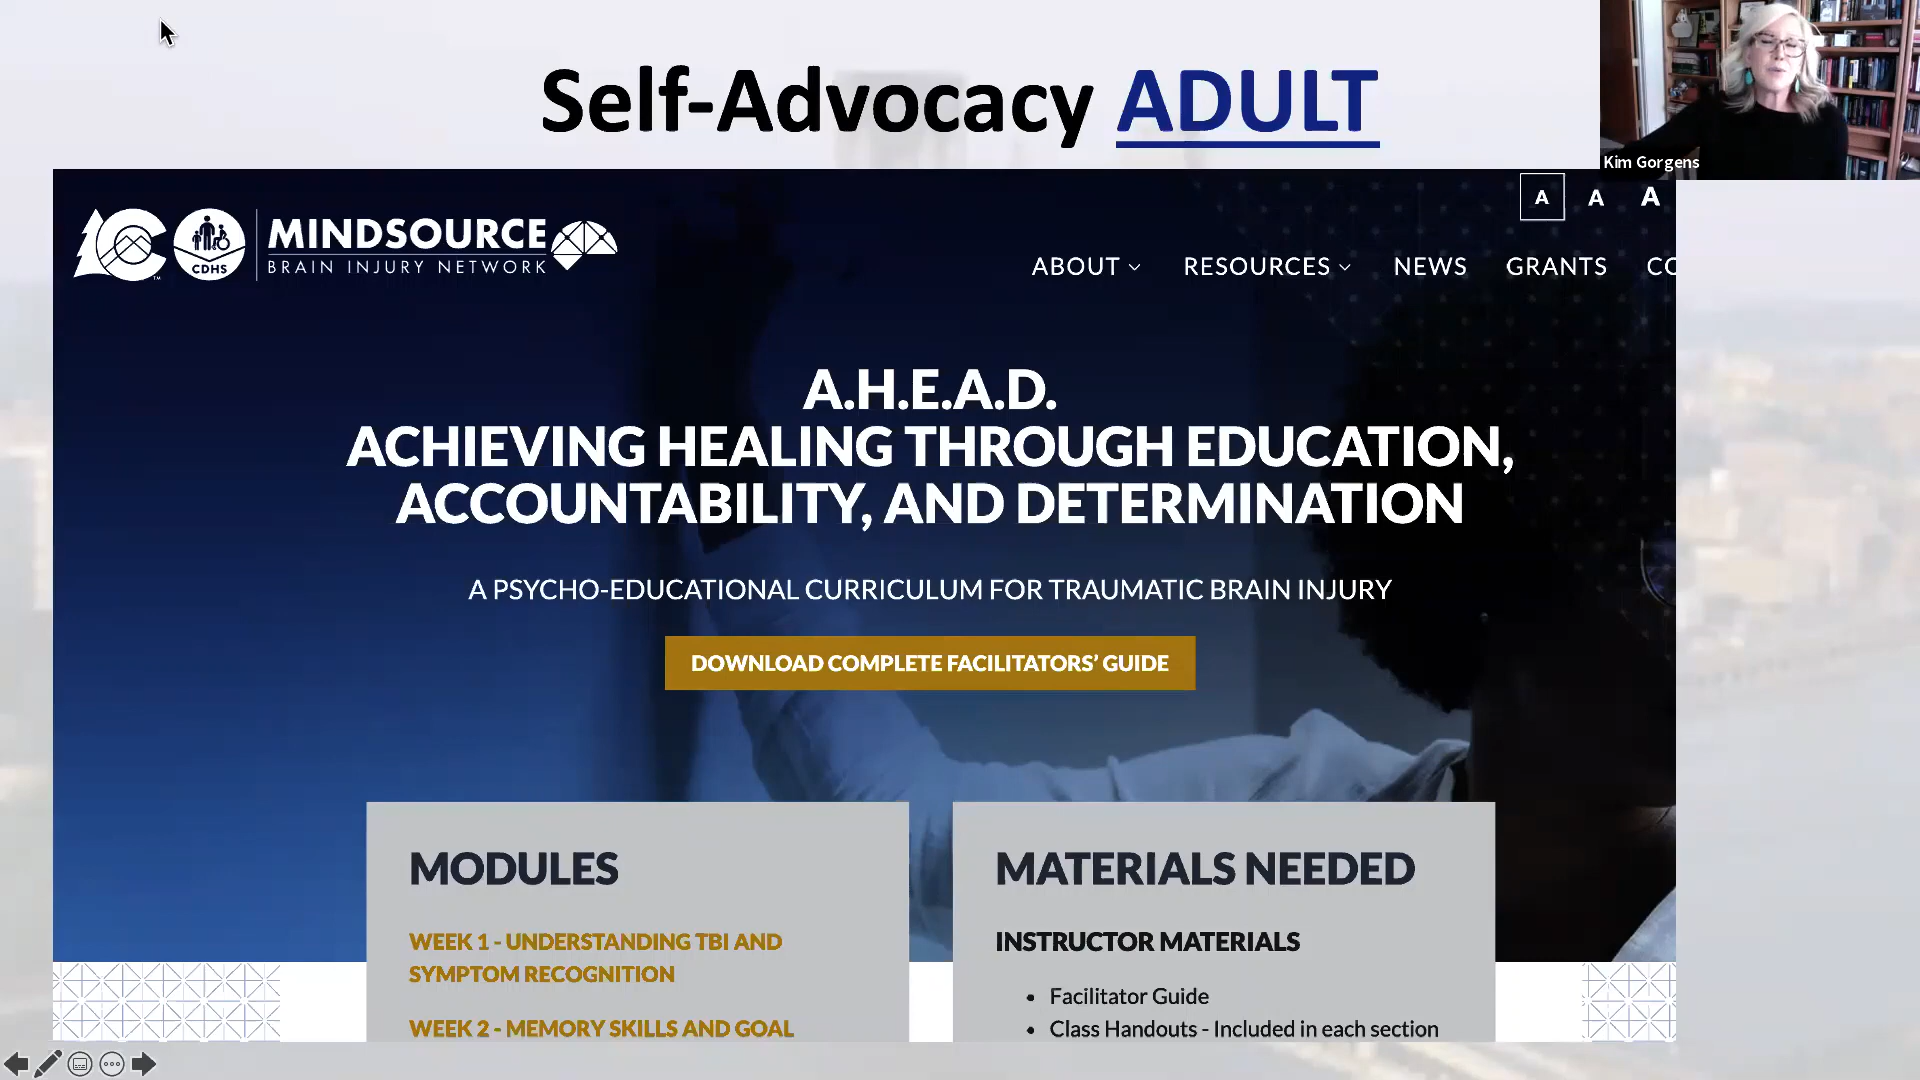 Self-Advocacy ADULT
Kim Gorgens
A A A
CDHS
MINDSOURCE
BRAIN INJURY NETWORK
ABOUT RESOURCES NEWS GRANTS CO
A.H.E.A.D.
ACHIEVING HEALING THROUGH EDUCATION,
ACCOUNTABILITY, AND DETERMINATION
A PSYCHO-EDUCATIONAL CURRICULUM FOR TRAUMATIC BRAIN INJURY
DOWNLOAD COMPLETE FACILITATORS’ GUIDE
MODULES
WEEK 1 - UNDERSTANDING TBI AND
SYMPTOM RECOGNITION
WEEK 2 - MEMORY SKILLS AND GOAL
MATERIALS NEEDED
INSTRUCTOR MATERIALS
• Facilitator Guide
• Class Handouts - Included in each section